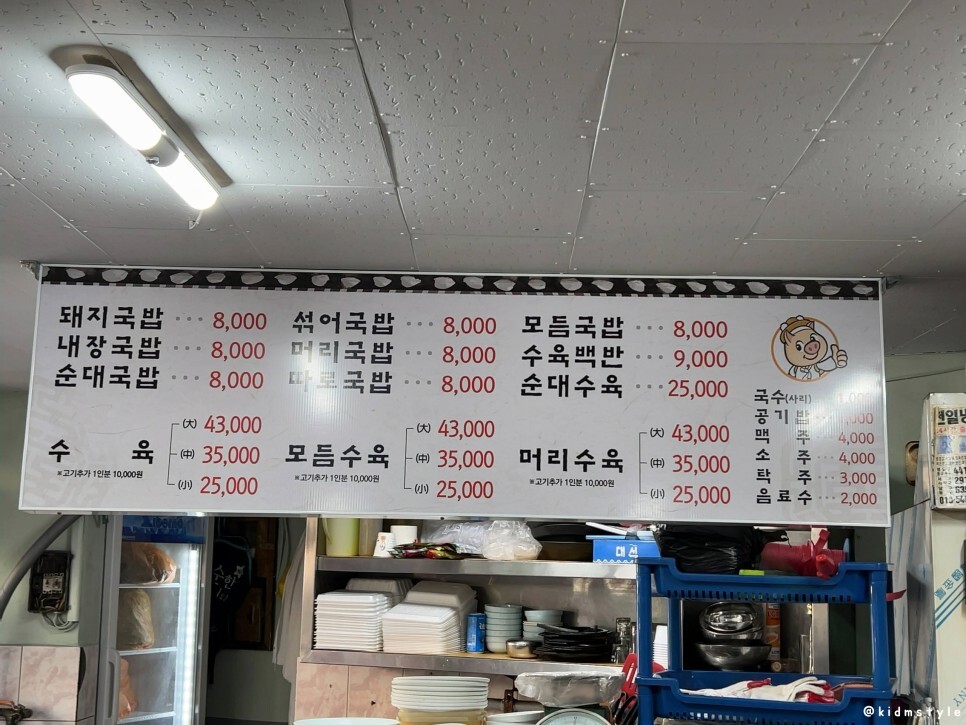 돼지국밥 ··· 8,000
내장국밥 ··· 8,000
순대국밥 ··· 8,000
섞어국밥 ··· 8,000
머리국밥 ··· 8,000
따로국밥 ··· 8,000
모듬국밥 ··· 8,000
수육백반 ··· 9,000
순대수육 ··· 25,000
수 육
※고기추가 1인분 10,000원
(大) 43,000
(中) 35,000
(小) 25,000
모듬수육
※고기추가 1인분 10,000원
(大) 43,000
(中) 35,000
(小) 25,000
머리수육
※고기추가 1인분 10,000원
(大) 43,000
(中) 35,000
(小) 25,000
국수(사리)
공기밥
맥 주 ··· 4,000
소 주 ··· 4,000
탁 주 ··· 3,000
음료수 ··· 2,000
대선
@kidmstyle